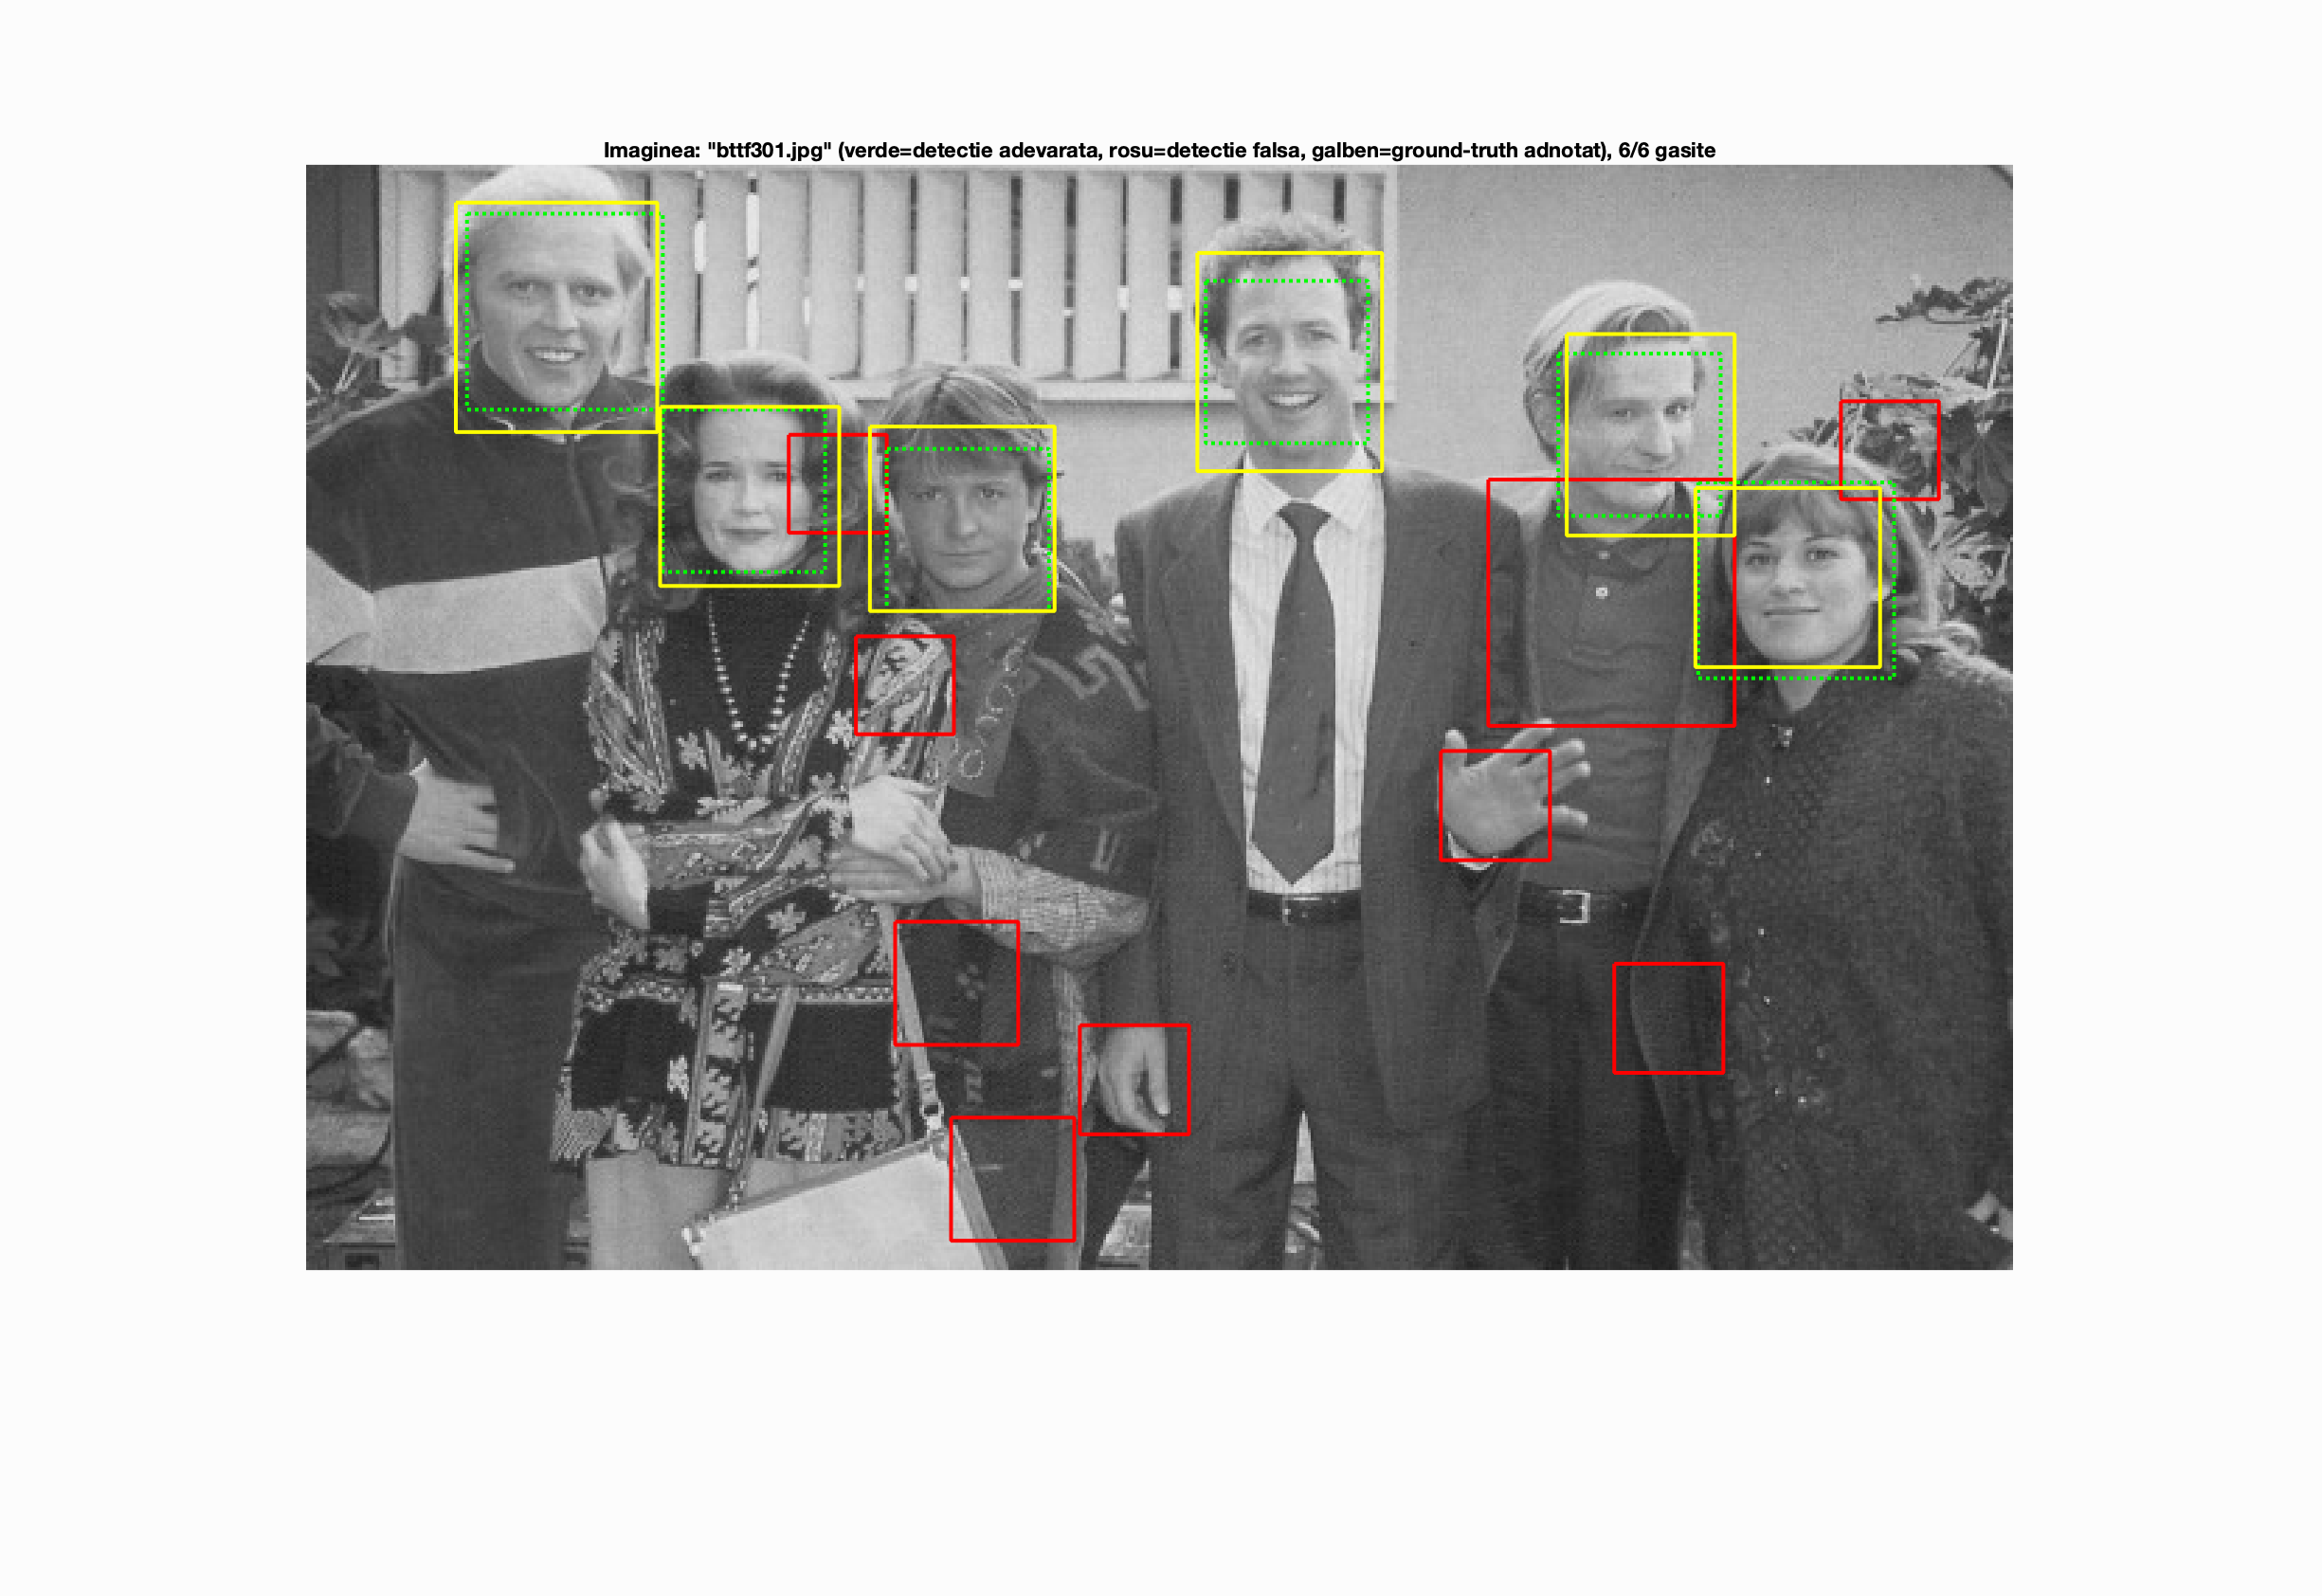 Imaginea: "bttf301.jpg" (verde=detectie adevarata, rosu=detectie falsa, galben=ground-truth adnotat), 6/6 gasite